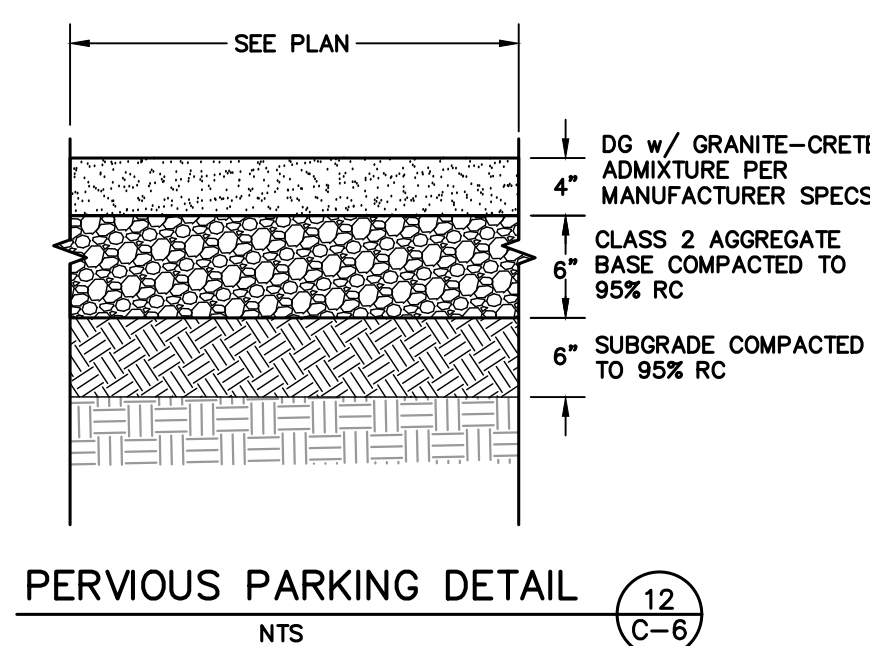 SEE PLAN
4" DG w/ GRANITE-CRETE
ADMIXTURE PER
MANUFACTURER SPECS
6" CLASS 2 AGGREGATE
BASE COMPACTED TO
95% RC
6" SUBGRADE COMPACTED
TO 95% RC
PERVIOUS PARKING DETAIL
NTS
12
C-6